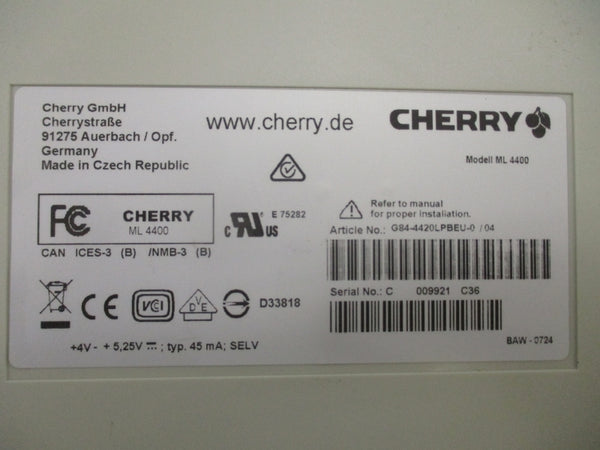 Cherry GmbH
Cherrystraße
91275 Auerbach / Opf.
Germany
Made in Czech Republic
www.cherry.de
CHERRY
Modell ML 4400
FC
CHERRY
ML 4400
CAN ICES-3 (B) /NMB-3 (B)
c RU US
E 75282
Refer to manual
for proper installation.
Article No.: G84-4420LPBEU-0 / 04
Serial No.: C 009921 C36
CE
VCI
VDE
D33818
+4V - + 5,25V ; typ. 45 mA; SELV
BAW - 0724